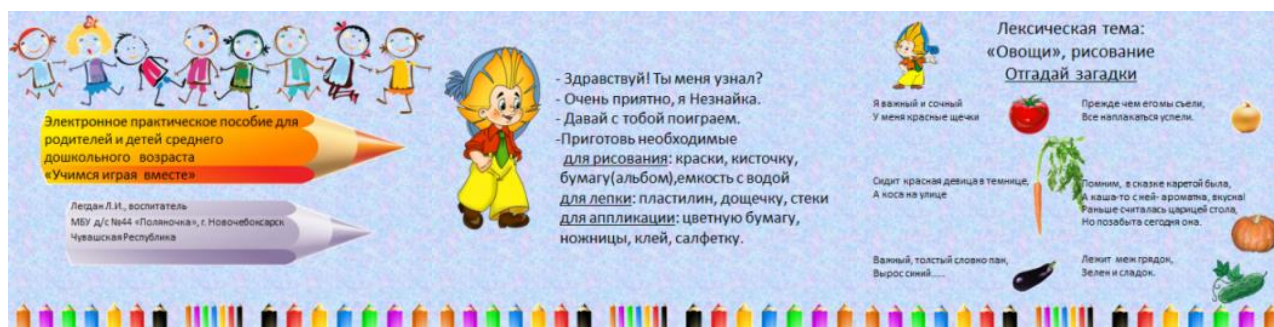 Электронное практическое пособие для
родителей и детей среднего
дошкольного возраста
«Учимся играя вместе»
Легдан Л.И., воспитатель
МБУ д/с №44 «Поляночка», г. Новочебоксарск
Чувашская Республика
- Здравствуй! Ты меня узнал?
- Очень приятно, я Незнайка.
- Давай с тобой поиграем.
-Приготовь необходимые
для рисования: краски, кисточку,
бумагу(альбом),емкость с водой
для лепки: пластилин, дощечку, стеки
для аппликации: цветную бумагу,
ножницы, клей, салфетку.
Лексическая тема:
«Овощи», рисование
Отгадай загадки
Я важный и сочный
У меня красные щечки
Прежде чем его мы съели,
Все наплакаться успели.
Сидит красная девица в темнице,
А коса на улице
Помним, в сказке каретой была,
А каша-то с ней- ароматна, вкусна!
Раньше считалась царицей стола,
Но позабыта сегодня она.
Важный, толстый словно пан,
Вырос синий......
Лежит меж грядок,
Зелен и сладок.